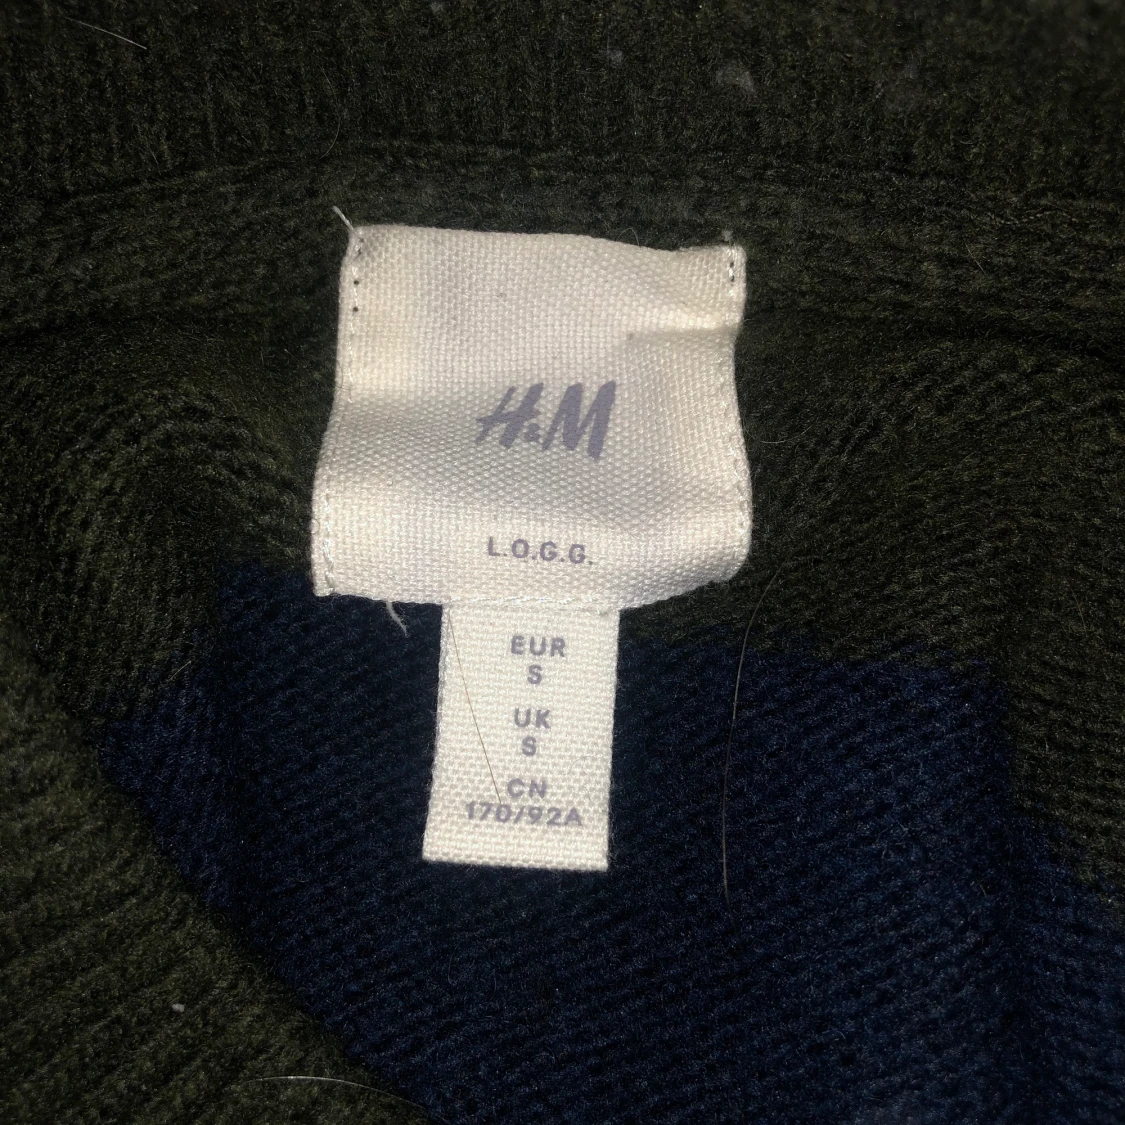 H&M
L.O.G.G.
EUR
S
UK
S
CN
170/92A